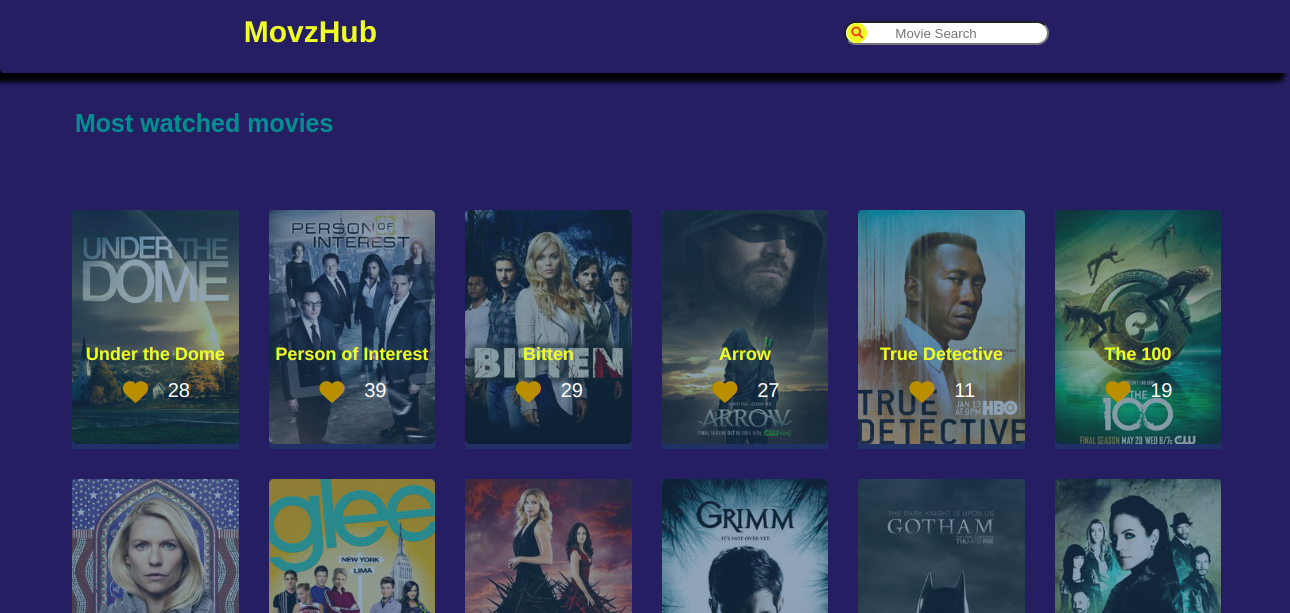 MovzHub
Movie Search
Most watched movies
UNDER THE
DOME
Under the Dome
28
PERSON OF
INTEREST
Person of Interest
39
BITTEN
Bitten
29
Arrow
27
ARROW
True Detective
11
TRUE
JAN 13
AT 9PM HBO
DETECTIVE
The 100
19
THE
100
FINAL SEASON MAY 20 WED 8/7c CW
glee
NEW YORK
LIMA
GRIMM
IT'S NOT OVER YET
THE DARK KNIGHT IS UPON US
GOTHAM